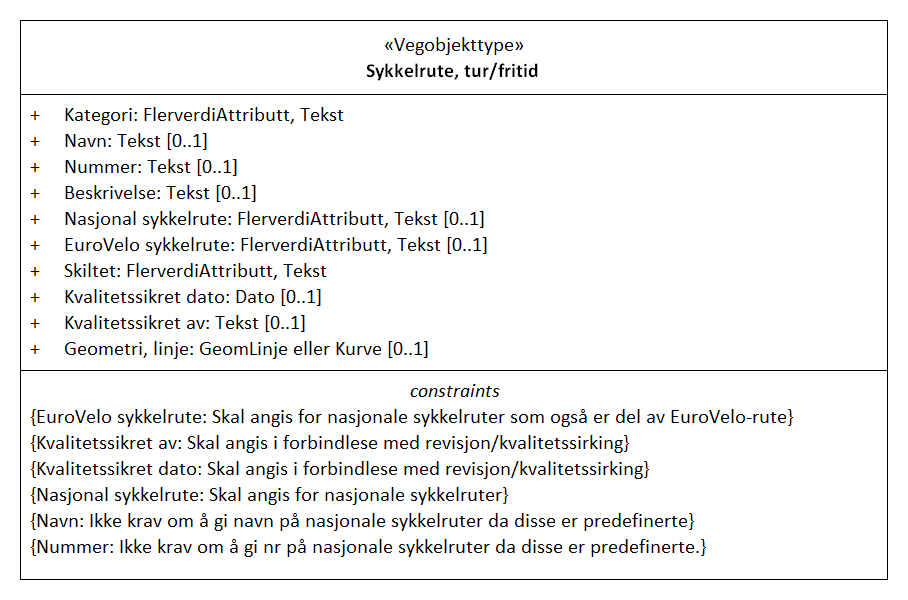 «Vegobjekttype»
Sykkelrute, tur/fritid
+ Kategori: FlerverdiAttributt, Tekst
+ Navn: Tekst [0..1]
+ Nummer: Tekst [0..1]
+ Beskrivelse: Tekst [0..1]
+ Nasjonal sykkelrute: FlerverdiAttributt, Tekst [0..1]
+ EuroVelo sykkelrute: FlerverdiAttributt, Tekst [0..1]
+ Skiltet: FlerverdiAttributt, Tekst
+ Kvalitetssikret dato: Dato [0..1]
+ Kvalitetssikret av: Tekst [0..1]
+ Geometri, linje: GeomLinje eller Kurve [0..1]
constraints
{EuroVelo sykkelrute: Skal angis for nasjonale sykkelruter som også er del av EuroVelo-rute}
{Kvalitetssikret av: Skal angis i forbindlese med revisjon/kvalitetssirking}
{Kvalitetssikret dato: Skal angis i forbindlese med revisjon/kvalitetssirking}
{Nasjonal sykkelrute: Skal angis for nasjonale sykkelruter}
{Navn: Ikke krav om å gi navn på nasjonale sykkelruter da disse er predefinerte}
{Nummer: Ikke krav om å gi nr på nasjonale sykkelruter da disse er predefinerte.}